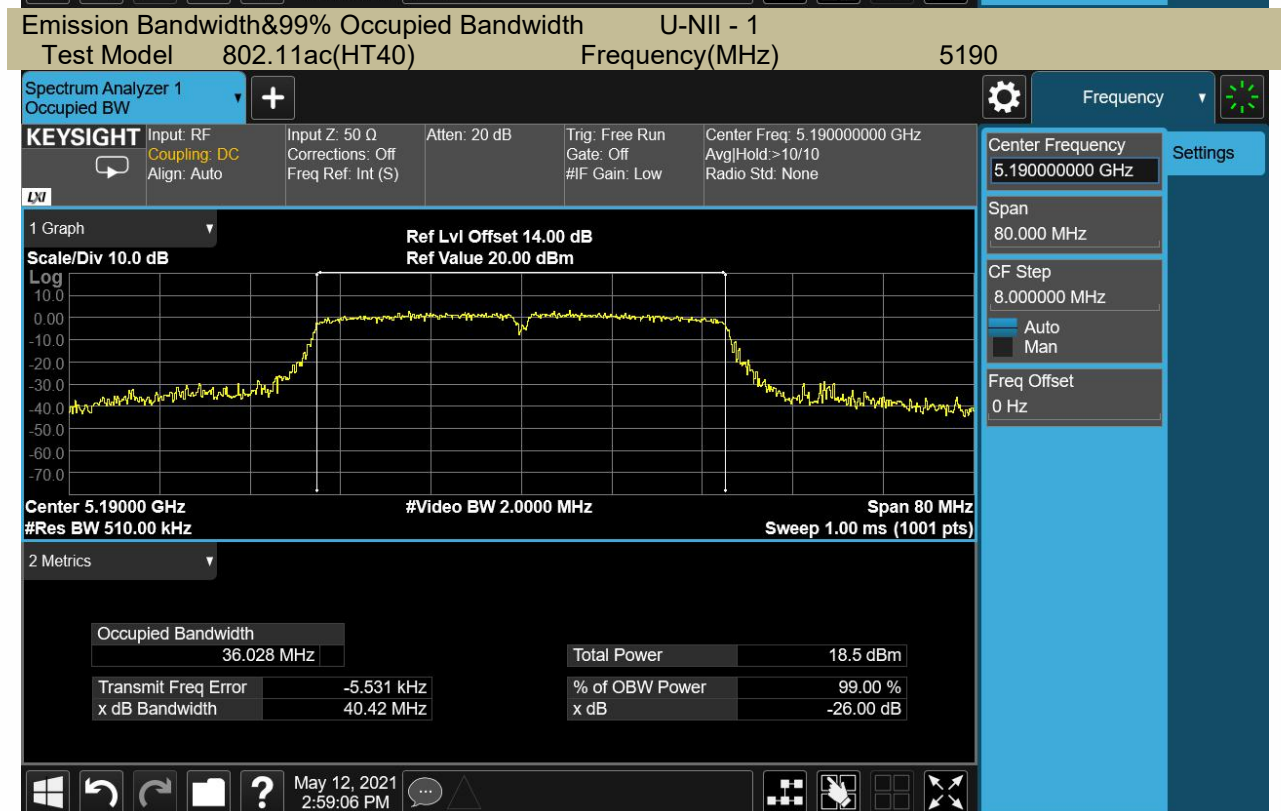 Emission Bandwidth&99% Occupied Bandwidth U-NII - 1
Test Model 802.11ac(HT40) Frequency(MHz) 5190
Spectrum Analyzer 1
Occupied BW
+
Frequency
KEYSIGHT
LXI
Input: RF
Coupling: DC
Align: Auto
Input Z: 50 Ω
Corrections: Off
Freq Ref: Int (S)
Atten: 20 dB
Trig: Free Run
Gate: Off
#IF Gain: Low
Center Freq: 5.190000000 GHz
Avg|Hold:>10/10
Radio Std: None
Center Frequency
5.190000000 GHz
Settings
Span
80.000 MHz
CF Step
8.000000 MHz
Auto
Man
Freq Offset
0 Hz
1 Graph
Scale/Div 10.0 dB
Ref Lvl Offset 14.00 dB
Ref Value 20.00 dBm
Log
10.0
0.00
-10.0
-20.0
-30.0
-40.0
-50.0
-60.0
-70.0
Center 5.19000 GHz
#Res BW 510.00 kHz
#Video BW 2.0000 MHz
Span 80 MHz
Sweep 1.00 ms (1001 pts)
2 Metrics
Occupied Bandwidth
36.028 MHz
Total Power 18.5 dBm
Transmit Freq Error -5.531 kHz
% of OBW Power 99.00 %
x dB Bandwidth 40.42 MHz
x dB -26.00 dB
?
May 12, 2021
2:59:06 PM